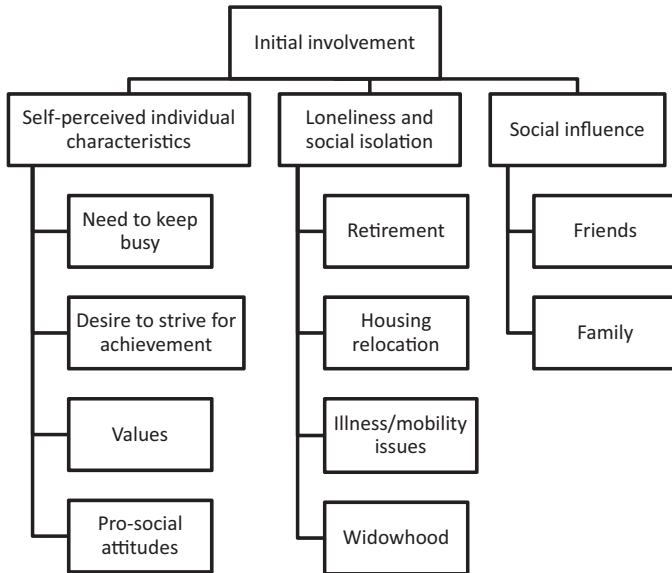 Initial involvement
Self-perceived individual
characteristics
Loneliness and
social isolation
Social influence
Need to keep
busy
Desire to strive for
achievement
Values
Pro-social
attitudes
Retirement
Housing
relocation
Illness/mobility
issues
Widowhood
Friends
Family